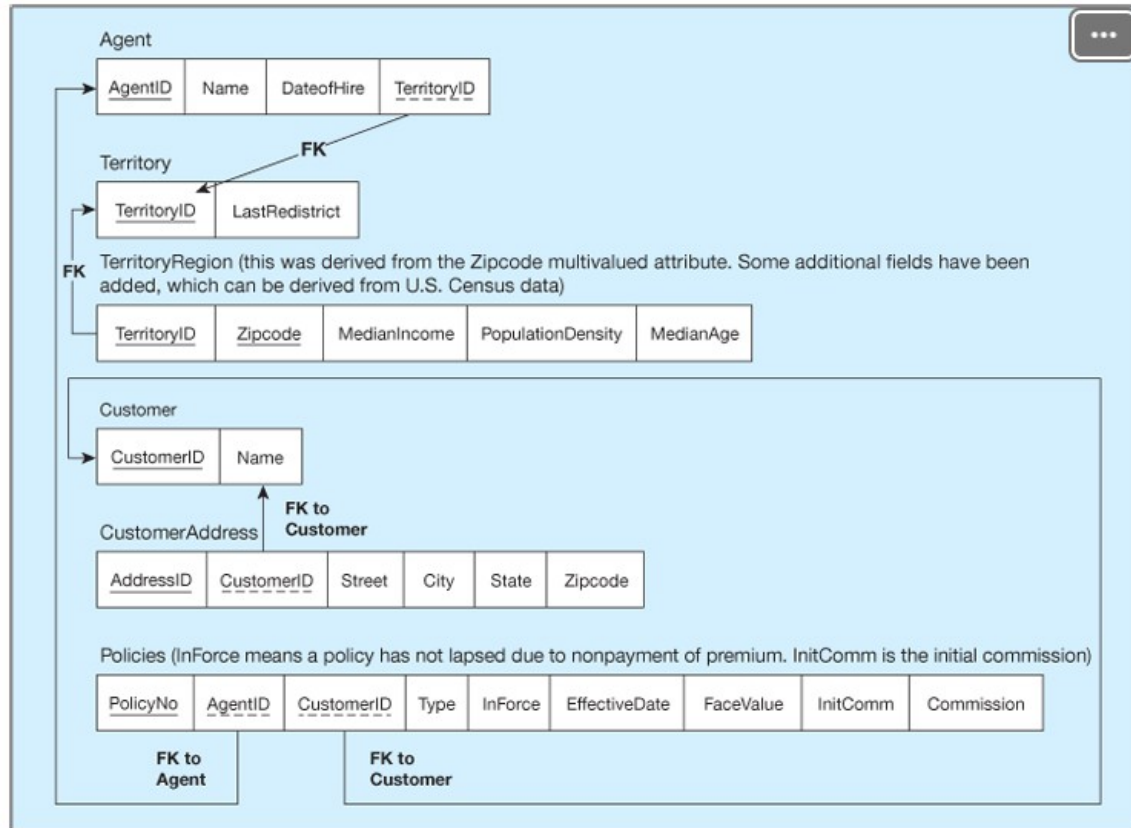 •••
Agent
AgentID Name DateofHire TerritoryID
FK
Territory
TerritoryID LastRedistrict
FK
TerritoryRegion (this was derived from the Zipcode multivalued attribute. Some additional fields have been
added, which can be derived from U.S. Census data)
TerritoryID Zipcode MedianIncome PopulationDensity MedianAge
Customer
CustomerID Name
FK to
Customer
CustomerAddress
AddressID CustomerID Street City State Zipcode
Policies (InForce means a policy has not lapsed due to nonpayment of premium. InitComm is the initial commission)
PolicyNo AgentID CustomerID Type InForce EffectiveDate FaceValue InitComm Commission
FK to
Agent
FK to
Customer